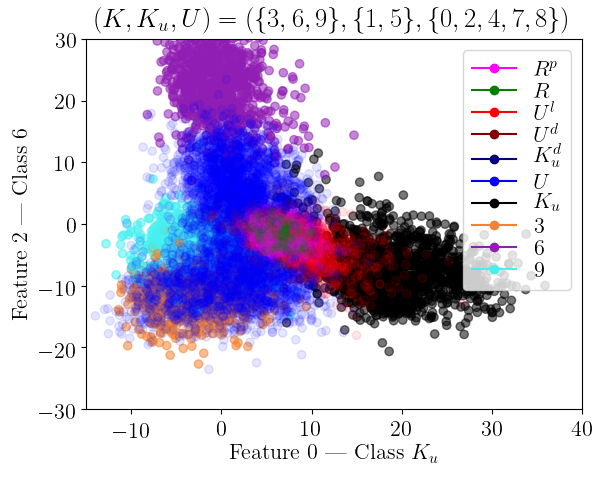 (K, K_u, U) = ({3, 6, 9}, {1, 5}, {0, 2, 4, 7, 8})
30
20
10
0
−10
−20
−30
Feature 2 — Class 6
−10 0 10 20 30 40
Feature 0 — Class K_u
R^p
R
U^l
U^d
K_u^d
U
K_u
3
6
9